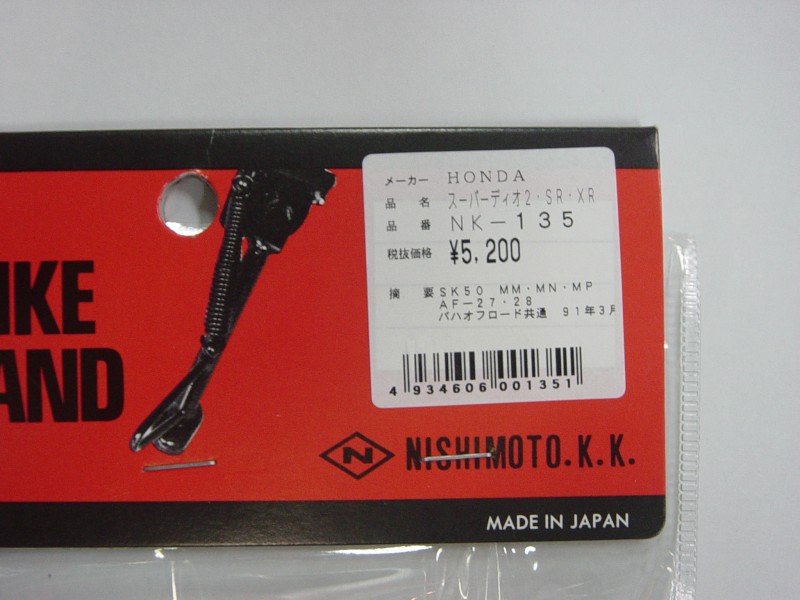 メーカー HONDA
品 名 スーパーディオ2・SR・XR
品 番 NK－135
税抜価格 ¥5,200
摘 要 SK50 MM・MN・MP
AF－27・28
バハオフロード共通 91年3月
4 934606 001351
IKE
AND
N NISHIMOTO.K.K.
MADE IN JAPAN